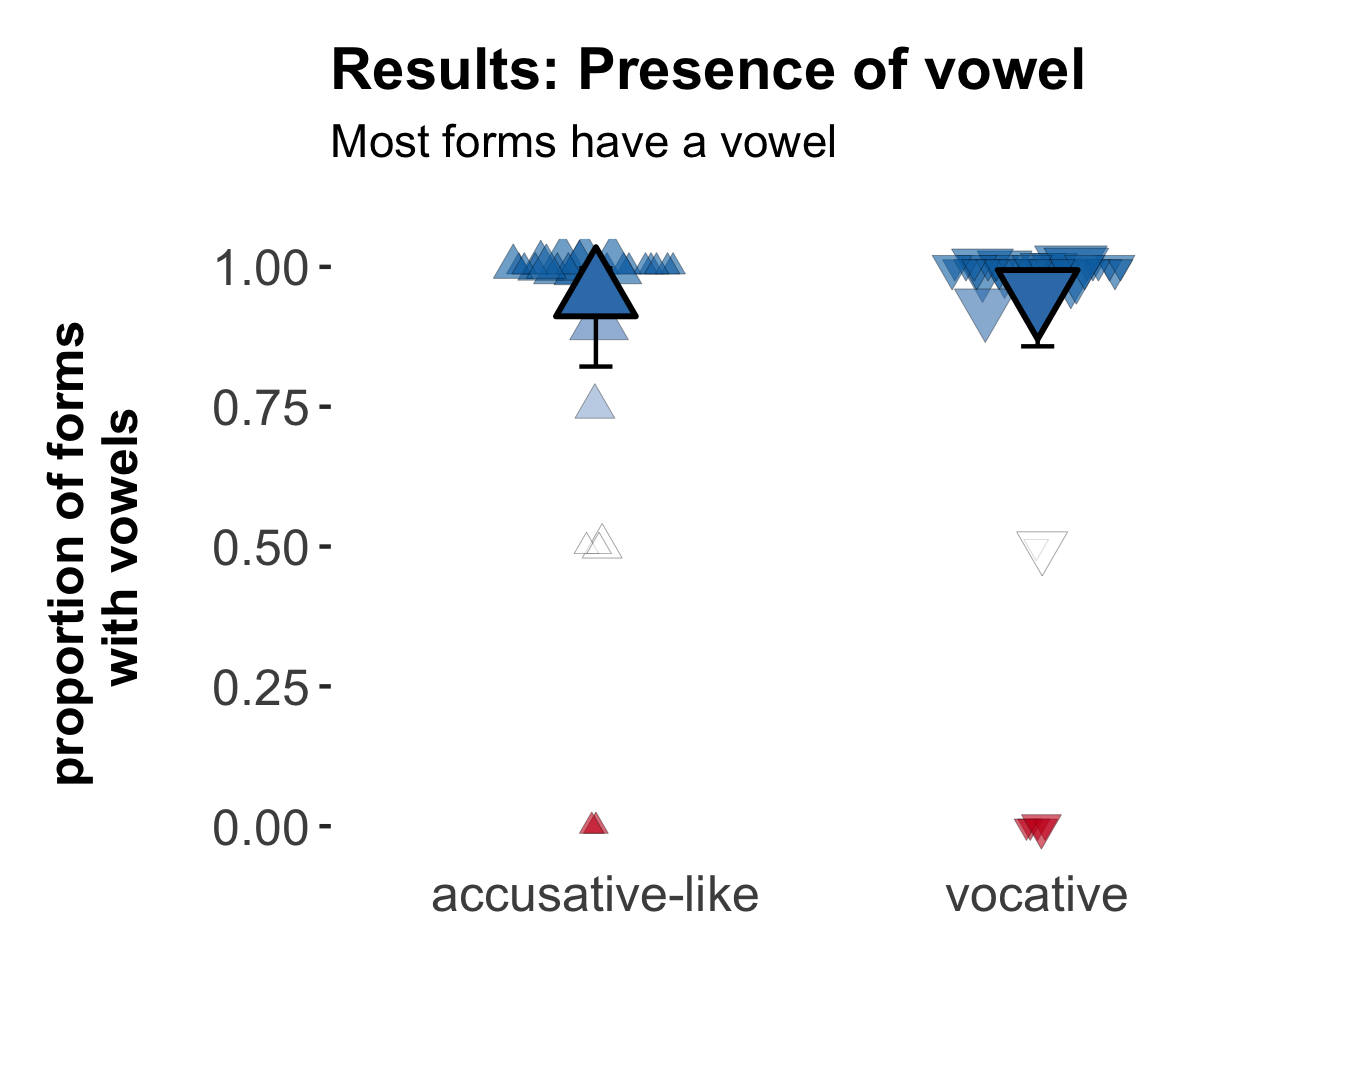 Results: Presence of vowel
Most forms have a vowel
proportion of forms
with vowels
1.00
0.75
0.50
0.25
0.00
accusative-like
vocative